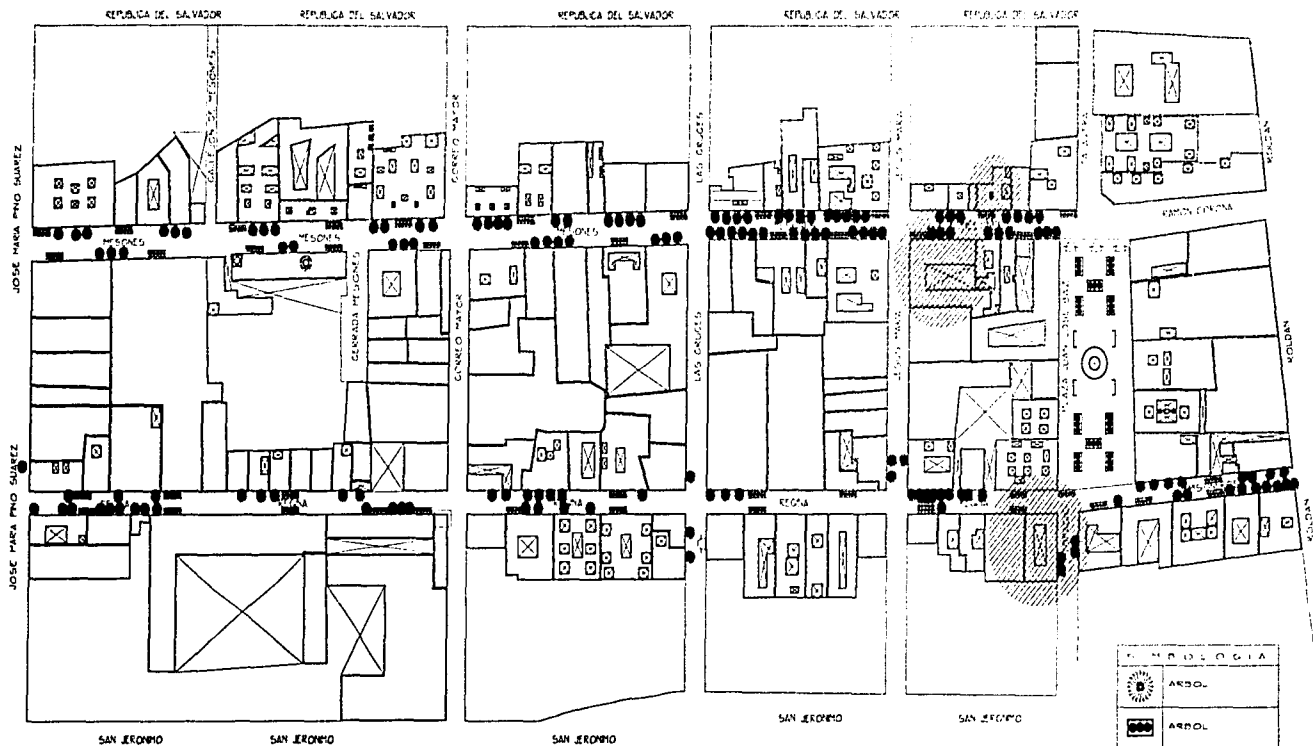 REPUBLICA DEL SALVADOR
REPUBLICA DEL SALVADOR
REPUBLICA DEL SALVADOR
REPUBLICA DEL SALVADOR
REPUBLICA DEL SALVADOR
CALLEJON DE MESONES
CORREO MAYOR
LAS CRUCES
JESUS MARIA
TALAVERA
ROLDAN
JOSE MARIA PINO SUAREZ
RAMON CORONA
MESONES
MESONES
MESONES
CERRADA MESONES
CORREO MAYOR
LAS CRUCES
JESUS MARIA
ROLDAN
JOSE MARIA PINO SUAREZ
REGINA
ROLDAN
SAN JERONIMO
SAN JERONIMO
SAN JERONIMO
SAN JERONIMO
SAN JERONIMO
SIMBOLOGIA
ARBOL
ARBOL